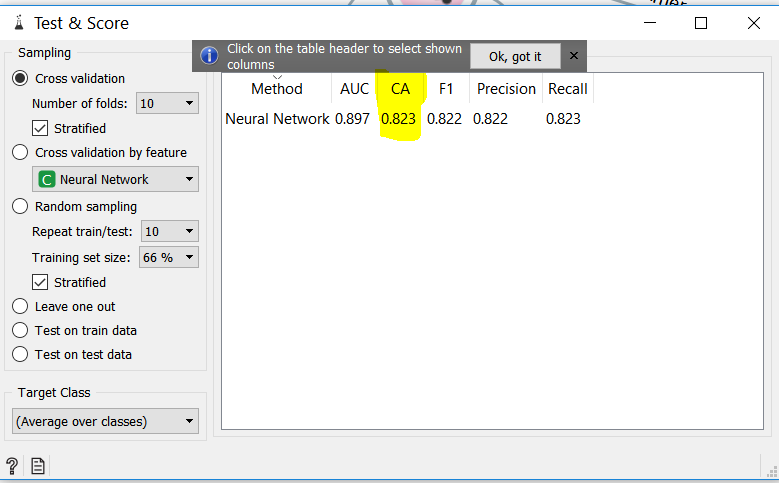 Test & Score
Sampling
Cross validation
Number of folds: 10
Stratified
Cross validation by feature
C Neural Network
Random sampling
Repeat train/test: 10
Training set size: 66 %
Stratified
Leave one out
Test on train data
Test on test data
Target Class
(Average over classes)
Click on the table header to select shown
columns
Ok, got it
Method AUC CA F1 Precision Recall
Neural Network 0.897 0.823 0.822 0.822 0.823